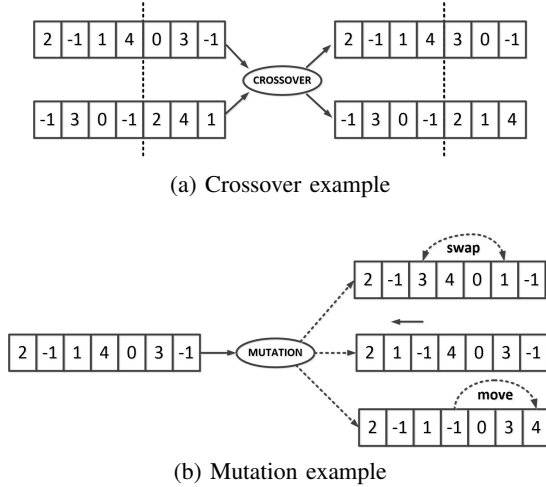 2 -1 1 4 0 3 -1
2 -1 1 4 3 0 -1
CROSSOVER
-1 3 0 -1 2 4 1
-1 3 0 -1 2 1 4
(a) Crossover example
swap
2 -1 3 4 0 1 -1
2 -1 1 4 0 3 -1
MUTATION
2 1 -1 4 0 3 -1
move
2 -1 1 -1 0 3 4
(b) Mutation example